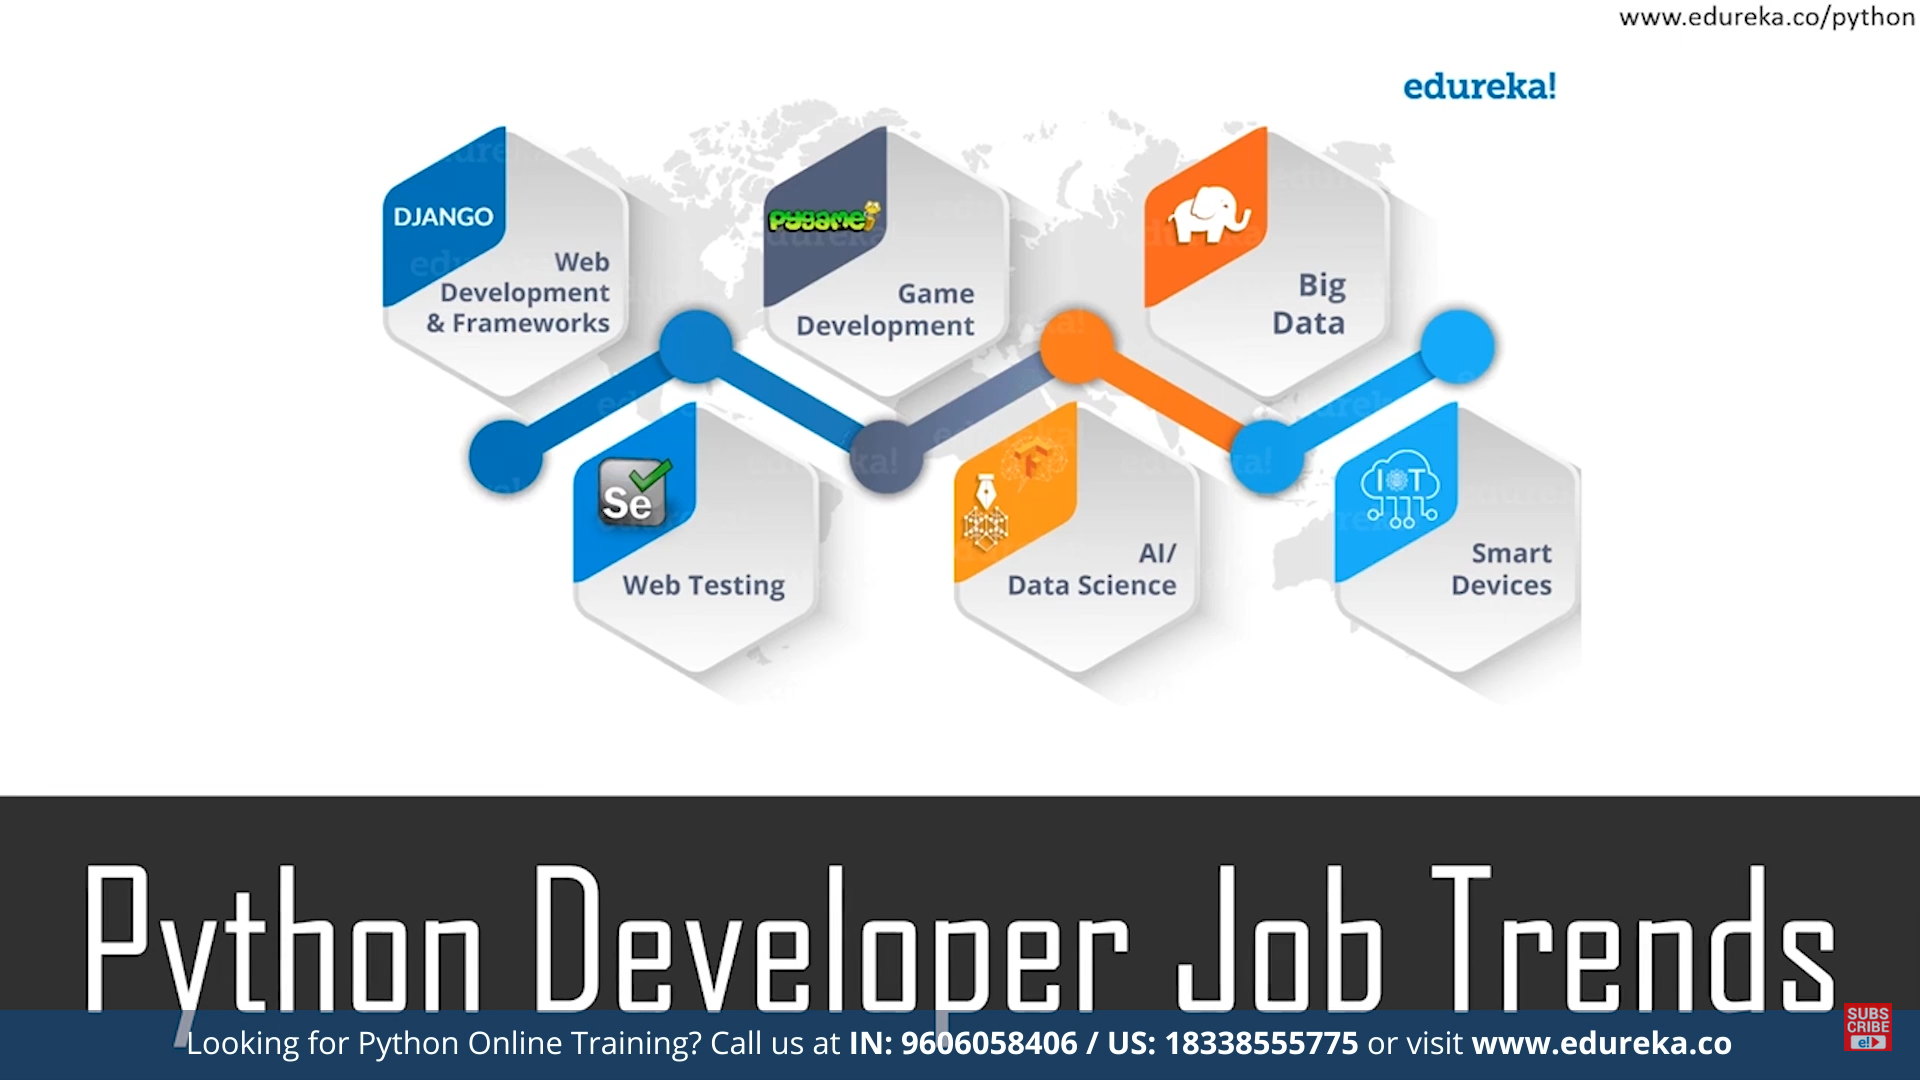 www.edureka.co/python
edureka!
DJANGO
Web
Development
& Frameworks
pygame
Game
Development
Big
Data
Se
Web Testing
AI/
Data Science
IoT
Smart
Devices
Python Developer Job Trends
Looking for Python Online Training? Call us at IN: 9606058406 / US: 18338555775 or visit www.edureka.co
SUBS
CRIBE
e!